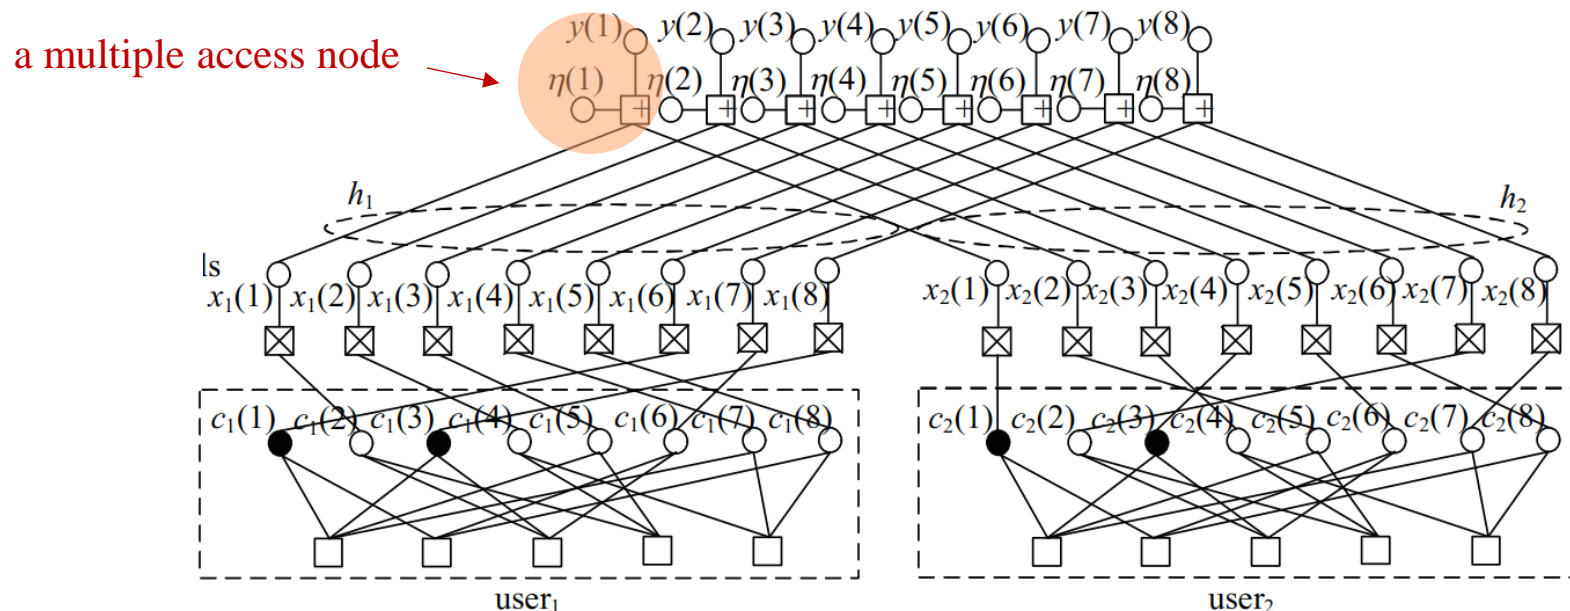 y(1) y(2) y(3) y(4) y(5) y(6) y(7) y(8)
a multiple access node
η(1) η(2) η(3) η(4) η(5) η(6) η(7) η(8)
+ + + + + + + +
h₁ h₂
ls
x₁(1) x₁(2) x₁(3) x₁(4) x₁(5) x₁(6) x₁(7) x₁(8) x₂(1) x₂(2) x₂(3) x₂(4) x₂(5) x₂(6) x₂(7) x₂(8)
c₁(1) c₁(2) c₁(3) c₁(4) c₁(5) c₁(6) c₁(7) c₁(8) c₂(1) c₂(2) c₂(3) c₂(4) c₂(5) c₂(6) c₂(7) c₂(8)
user₁ user₂